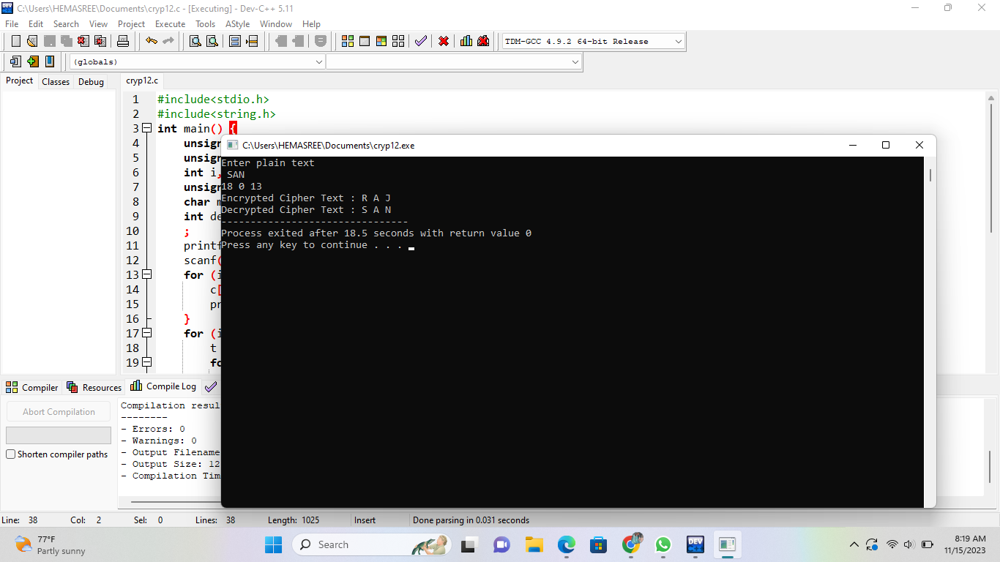 C:\Users\HEMASREE\Documents\cryp12.c - [Executing] - Dev-C++ 5.11
File Edit Search View Project Execute Tools AStyle Window Help
TDM-GCC 4.9.2 64-bit Release
(globals)
Project Classes Debug
cryp12.c
1 #include<stdio.h>
2 #include<string.h>
3 int main() {
C:\Users\HEMASREE\Documents\cryp12.exe
Enter plain text
SAN
18 0 13
Encrypted Cipher Text : R A J
Decrypted Cipher Text : S A N
--------------------------------
Process exited after 18.5 seconds with return value 0
Press any key to continue . . .
4 unsign
5 unsign
6 int i,
7 unsign
8 char m
9 int de
10 ;
11 printf
12 scanf(
13 for (i
14 c[
15 pr
16 }
17 for (i
18 t
19 fo
Compiler Resources Compile Log
Abort Compilation
Shorten compiler paths
Compilation resul
--------
- Errors: 0
- Warnings: 0
- Output Filename
- Output Size: 12
- Compilation Tim
Line: 38 Col: 2 Sel: 0 Lines: 38 Length: 1025 Insert Done parsing in 0.031 seconds
77°F
Partly sunny
Search
DEV
8:19 AM
11/15/2023